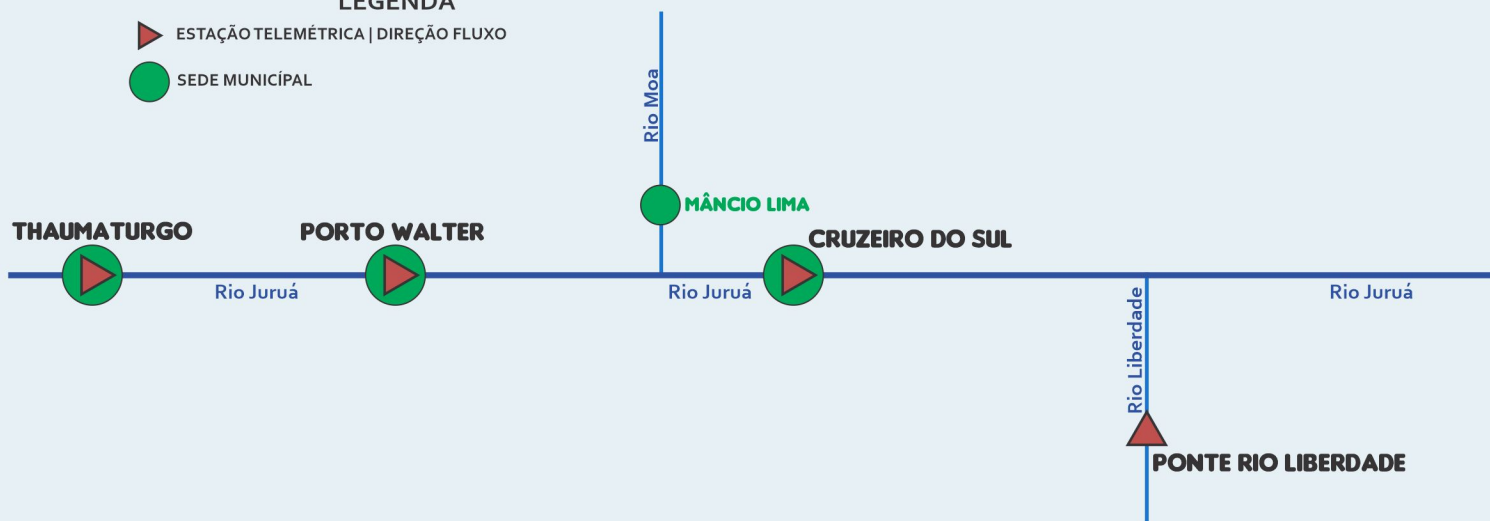 LEGENDA
ESTAÇÃO TELEMÉTRICA | DIREÇÃO FLUXO
SEDE MUNICÍPAL
Rio Moa
MÂNCIO LIMA
THAUMATURGO
PORTO WALTER
CRUZEIRO DO SUL
Rio Juruá
Rio Juruá
Rio Juruá
Rio Liberdade
PONTE RIO LIBERDADE